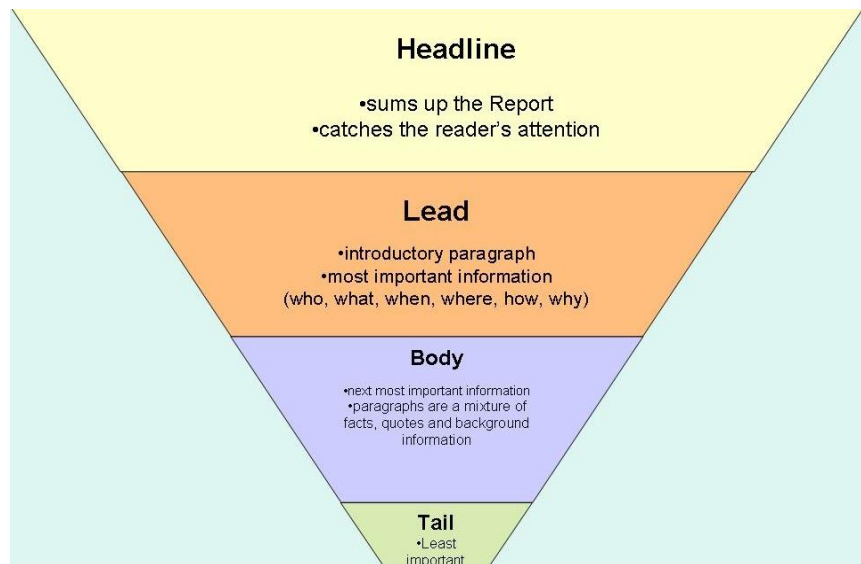 Headline
•sums up the Report
•catches the reader's attention
Lead
•introductory paragraph
•most important information
(who, what, when, where, how, why)
Body
•next most important information
•paragraphs are a mixture of
facts, quotes and background
information
Tail
•Least
important